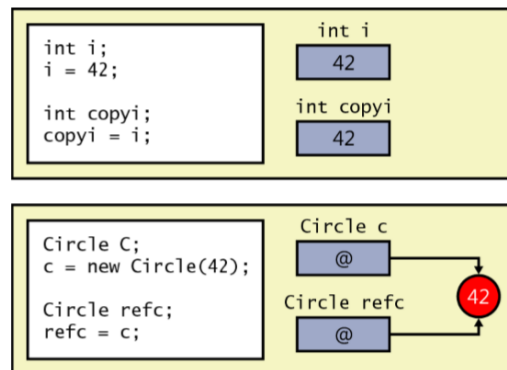 int i;
i = 42;
int copyi;
copyi = i;
int i
42
int copyi
42
Circle C;
c = new Circle(42);
Circle refc;
refc = c;
Circle c
@
Circle refc
@
42